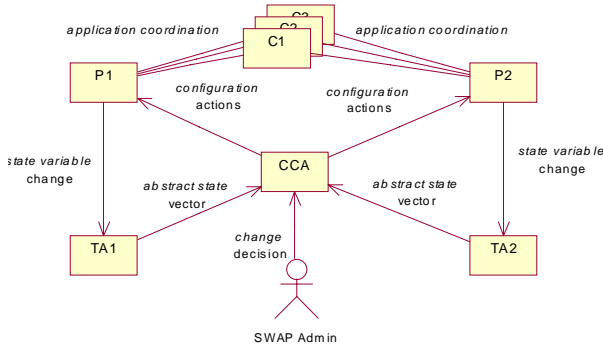 application coordination
application coordination
C2
C1
P1
P2
configuration
actions
configuration
actions
state variable
change
state variable
change
CCA
abstract state
vector
abstract state
vector
TA1
TA2
change
decision
SWAP Admin